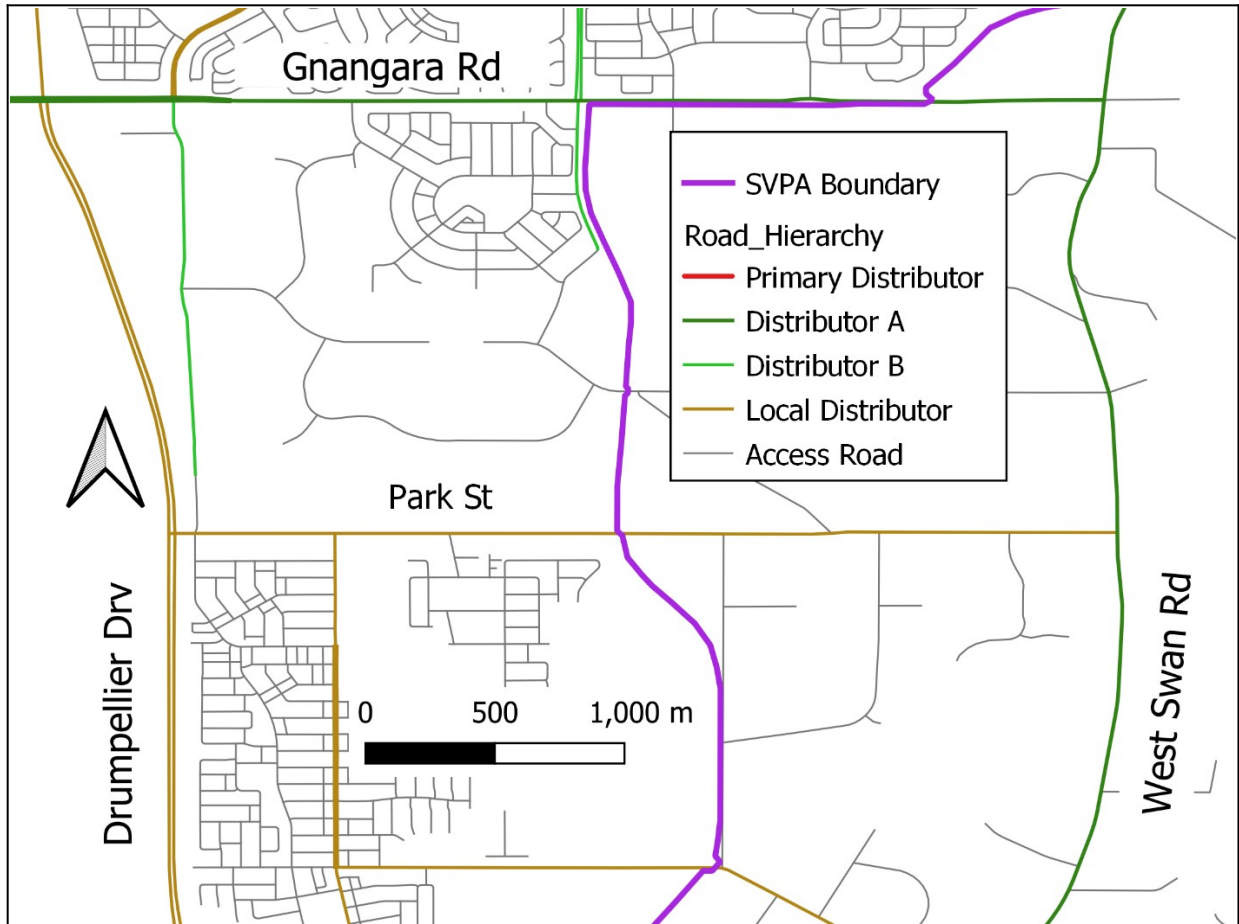 Gnangara Rd
SVPA Boundary
Road_Hierarchy
Primary Distributor
Distributor A
Distributor B
Local Distributor
Access Road
Park St
Drumpellier Drv
West Swan Rd
0 500 1,000 m